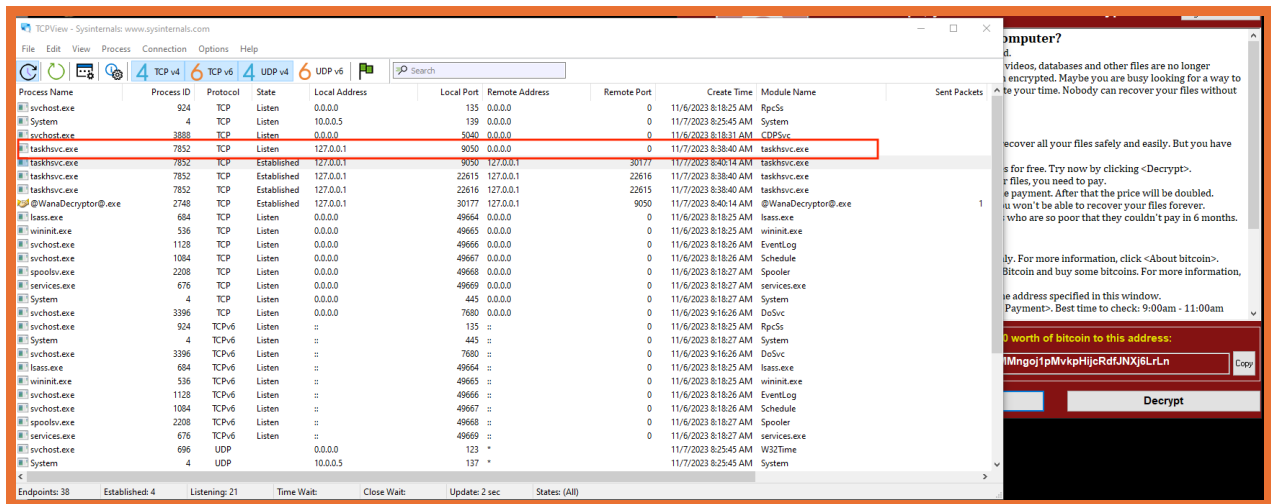 TCPView - Sysinternals: www.sysinternals.com
File Edit View Process Connection Options Help
4 TCP v4 6 TCP v6 4 UDP v4 6 UDP v6 Search
Process Name Process ID Protocol State Local Address Local Port Remote Address Remote Port Create Time Module Name Sent Packets
svchost.exe 924 TCP Listen 0.0.0.0 135 0.0.0.0 0 11/6/2023 8:18:25 AM RpcSs
System 4 TCP Listen 10.0.0.5 139 0.0.0.0 0 11/7/2023 8:25:45 AM System
svchost.exe 3888 TCP Listen 0.0.0.0 5040 0.0.0.0 0 11/6/2023 8:18:31 AM CDPSvc
taskhsvc.exe 7852 TCP Listen 127.0.0.1 9050 0.0.0.0 0 11/7/2023 8:38:40 AM taskhsvc.exe
taskhsvc.exe 7852 TCP Established 127.0.0.1 9050 127.0.0.1 30177 11/7/2023 8:40:14 AM taskhsvc.exe
taskhsvc.exe 7852 TCP Established 127.0.0.1 22615 127.0.0.1 22616 11/7/2023 8:38:40 AM taskhsvc.exe
taskhsvc.exe 7852 TCP Established 127.0.0.1 22616 127.0.0.1 22615 11/7/2023 8:38:40 AM taskhsvc.exe
@WanaDecryptor@.exe 2748 TCP Established 127.0.0.1 30177 127.0.0.1 9050 11/7/2023 8:40:14 AM @WanaDecryptor@.exe 1
lsass.exe 684 TCP Listen 0.0.0.0 49664 0.0.0.0 0 11/6/2023 8:18:25 AM lsass.exe
wininit.exe 536 TCP Listen 0.0.0.0 49665 0.0.0.0 0 11/6/2023 8:18:25 AM wininit.exe
svchost.exe 1128 TCP Listen 0.0.0.0 49666 0.0.0.0 0 11/6/2023 8:18:26 AM EventLog
svchost.exe 1084 TCP Listen 0.0.0.0 49667 0.0.0.0 0 11/6/2023 8:18:26 AM Schedule
spoolsv.exe 2208 TCP Listen 0.0.0.0 49668 0.0.0.0 0 11/6/2023 8:18:27 AM Spooler
services.exe 676 TCP Listen 0.0.0.0 49669 0.0.0.0 0 11/6/2023 8:18:27 AM services.exe
System 4 TCP Listen 0.0.0.0 445 0.0.0.0 0 11/6/2023 8:18:27 AM System
svchost.exe 3396 TCP Listen 0.0.0.0 7680 0.0.0.0 0 11/6/2023 9:16:26 AM DoSvc
svchost.exe 924 TCPv6 Listen :: 135 :: 0 11/6/2023 8:18:25 AM RpcSs
System 4 TCPv6 Listen :: 445 :: 0 11/6/2023 8:18:27 AM System
svchost.exe 3396 TCPv6 Listen :: 7680 :: 0 11/6/2023 9:16:26 AM DoSvc
lsass.exe 684 TCPv6 Listen :: 49664 :: 0 11/6/2023 8:18:25 AM lsass.exe
wininit.exe 536 TCPv6 Listen :: 49665 :: 0 11/6/2023 8:18:25 AM wininit.exe
svchost.exe 1128 TCPv6 Listen :: 49666 :: 0 11/6/2023 8:18:26 AM EventLog
svchost.exe 1084 TCPv6 Listen :: 49667 :: 0 11/6/2023 8:18:26 AM Schedule
spoolsv.exe 2208 TCPv6 Listen :: 49668 :: 0 11/6/2023 8:18:27 AM Spooler
services.exe 676 TCPv6 Listen :: 49669 :: 0 11/6/2023 8:18:27 AM services.exe
svchost.exe 696 UDP 0.0.0.0 123 * 11/7/2023 8:25:45 AM W32Time
System 4 UDP 10.0.0.5 137 * 11/7/2023 8:25:45 AM System
Endpoints: 38 Established: 4 Listening: 21 Time Wait: Close Wait: Update: 2 sec States: (All)
omputer?
d.
videos, databases and other files are no longer
encrypted. Maybe you are busy looking for a way to
te your time. Nobody can recover your files without
ecover all your files safely and easily. But you have
s for free. Try now by clicking <Decrypt>.
r files, you need to pay.
e payment. After that the price will be doubled.
u won't be able to recover your files forever.
who are so poor that they couldn't pay in 6 months.
ly. For more information, click <About bitcoin>.
Bitcoin and buy some bitcoins. For more information,
e address specified in this window.
Payment>. Best time to check: 9:00am - 11:00am
0 worth of bitcoin to this address:
Mngoj1pMvkpHijcRdfJNXj6LrLn
Copy
Decrypt